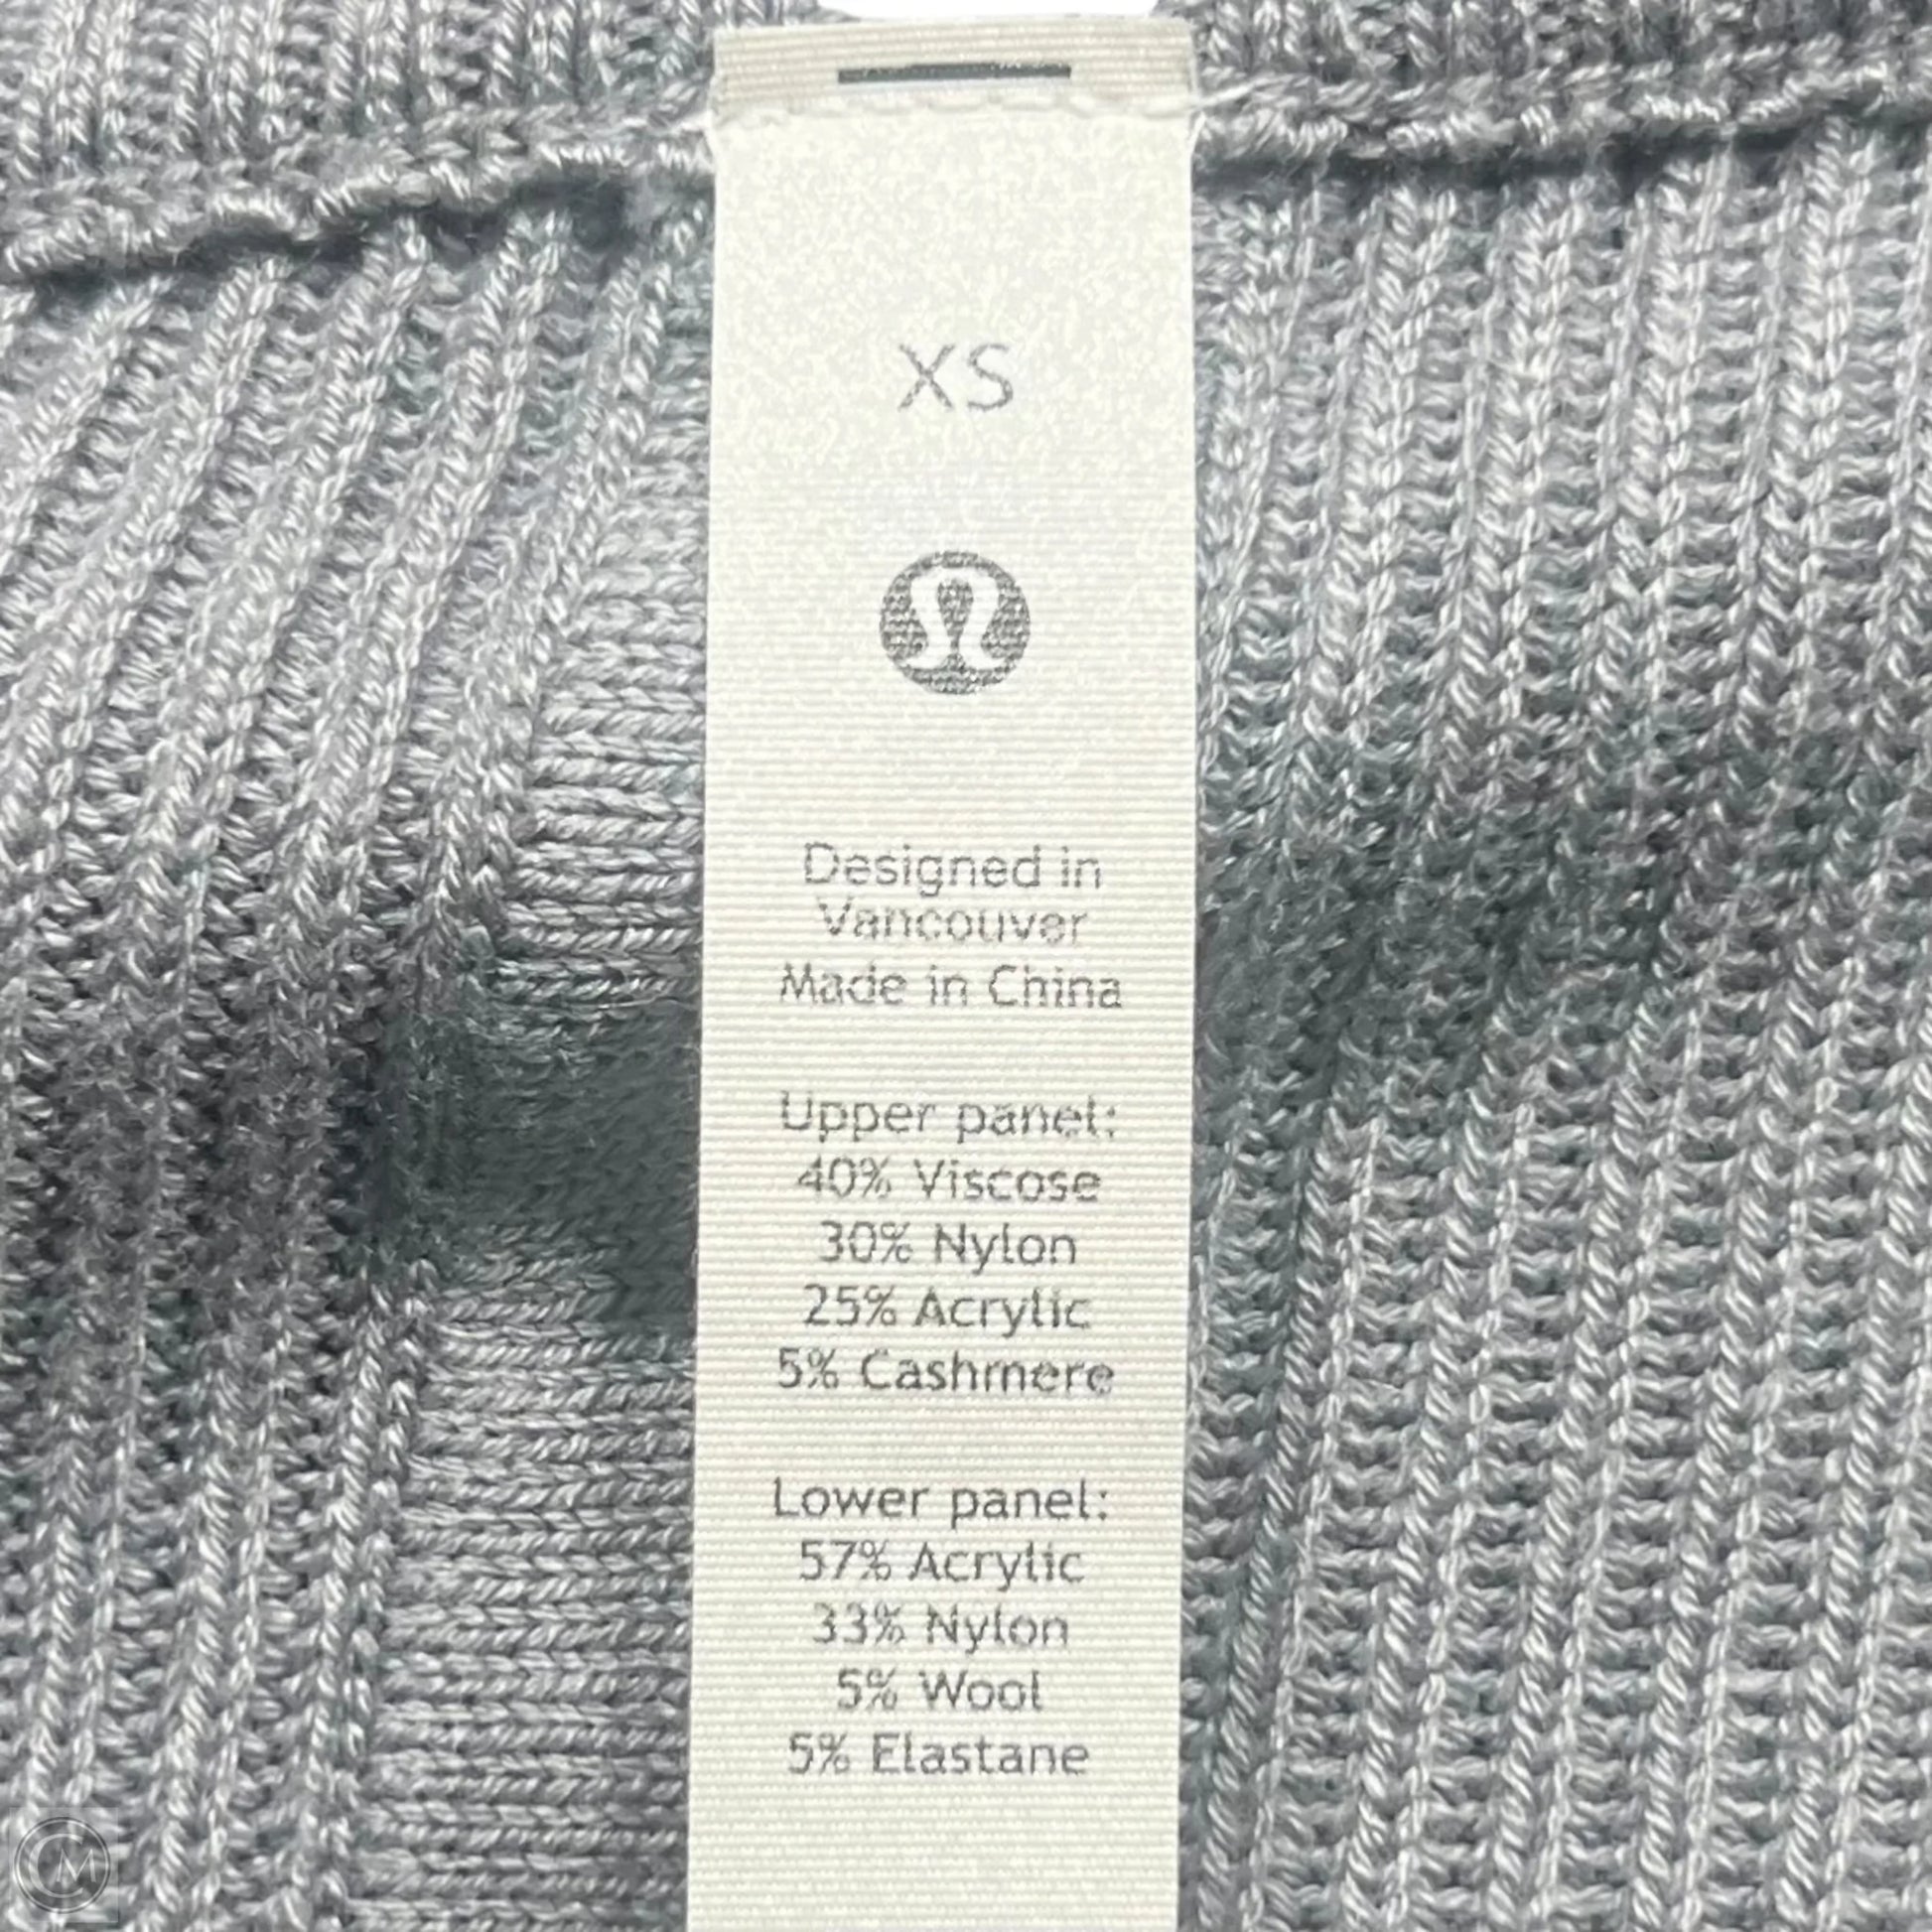 XS
Designed in
Vancouver
Made in China
Upper panel:
40% Viscose
30% Nylon
25% Acrylic
5% Cashmere
Lower panel:
57% Acrylic
33% Nylon
5% Wool
5% Elastane
CM